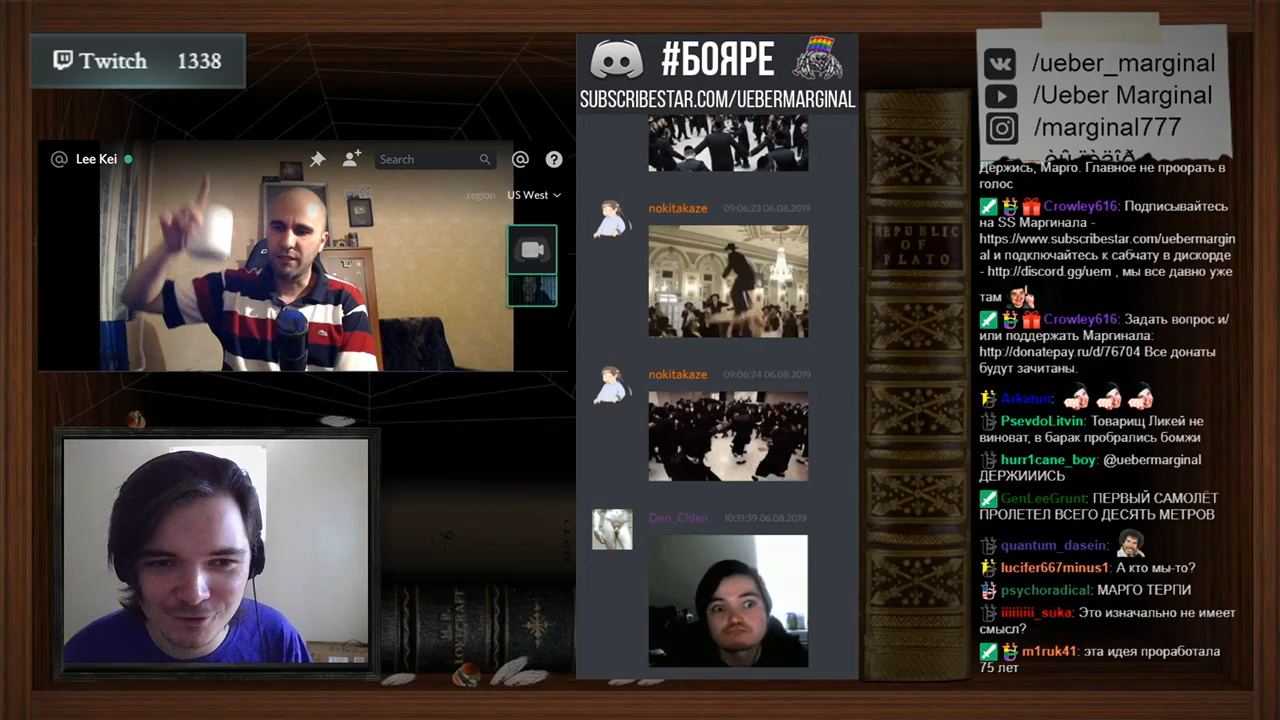 Twitch 1338
@ Lee Kei
Search
@
?
region US West
#БОЯРЕ
SUBSCRIBESTAR.COM/UEBERMARGINAL
nokitakaze 09:06:23 06.08.2019
nokitakaze 09:06:24 06.08.2019
Den_Chlen 10:31:39 06.08.2019
H.P.
LOVECRAFT
REPUBLIC
OF
PLATO
/ueber_marginal
/Ueber Marginal
/marginal777
Держись, Марго. Главное не проорать в
голос
Crowley616: Подписывайтесь
на SS Маргинала -
https://www.subscribestar.com/uebermargin
al и подключайтесь к сабчату в дискорде
- http://discord.gg/uem , мы все давно уже
там
Crowley616: Задать вопрос и/
или поддержать Маргинала:
http://donatepay.ru/d/76704 Все донаты
будут зачитаны.
Arkatun:
PsevdoLitvin: Товарищ Ликей не
виноват, в барак пробрались бомжи
hurr1cane_boy: @uebermarginal
ДЕРЖИИИСЬ
GenLeeGrunt: ПЕРВЫЙ САМОЛЁТ
ПРОЛЕТЕЛ ВСЕГО ДЕСЯТЬ МЕТРОВ
quantum_dasein:
lucifer667minus1: А кто мы-то?
psychoradical: МАРГО ТЕРПИ
iiiiiiiii_suka: Это изначально не имеет
смысл?
m1ruk41: эта идея проработала
75 лет